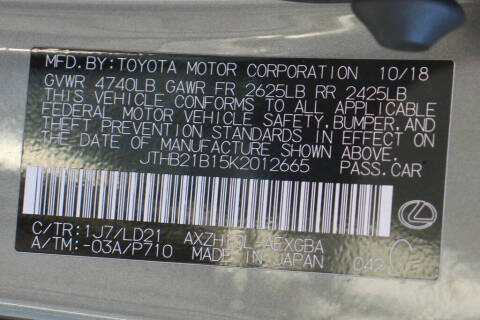 MFD. BY: TOYOTA MOTOR CORPORATION 10/18
GVWR 4740LB GAWR FR 2625LB RR 2425LB
THIS VEHICLE CONFORMS TO ALL APPLICABLE
FEDERAL MOTOR VEHICLE SAFETY, BUMPER, AND
THEFT PREVENTION STANDARDS IN EFFECT ON
THE DATE OF MANUFACTURE SHOWN ABOVE.
JTHB21B15K2012665 PASS.CAR
C/TR:1J7/LD21
A/TM:-03A/P710 MADE IN JAPAN 042 C